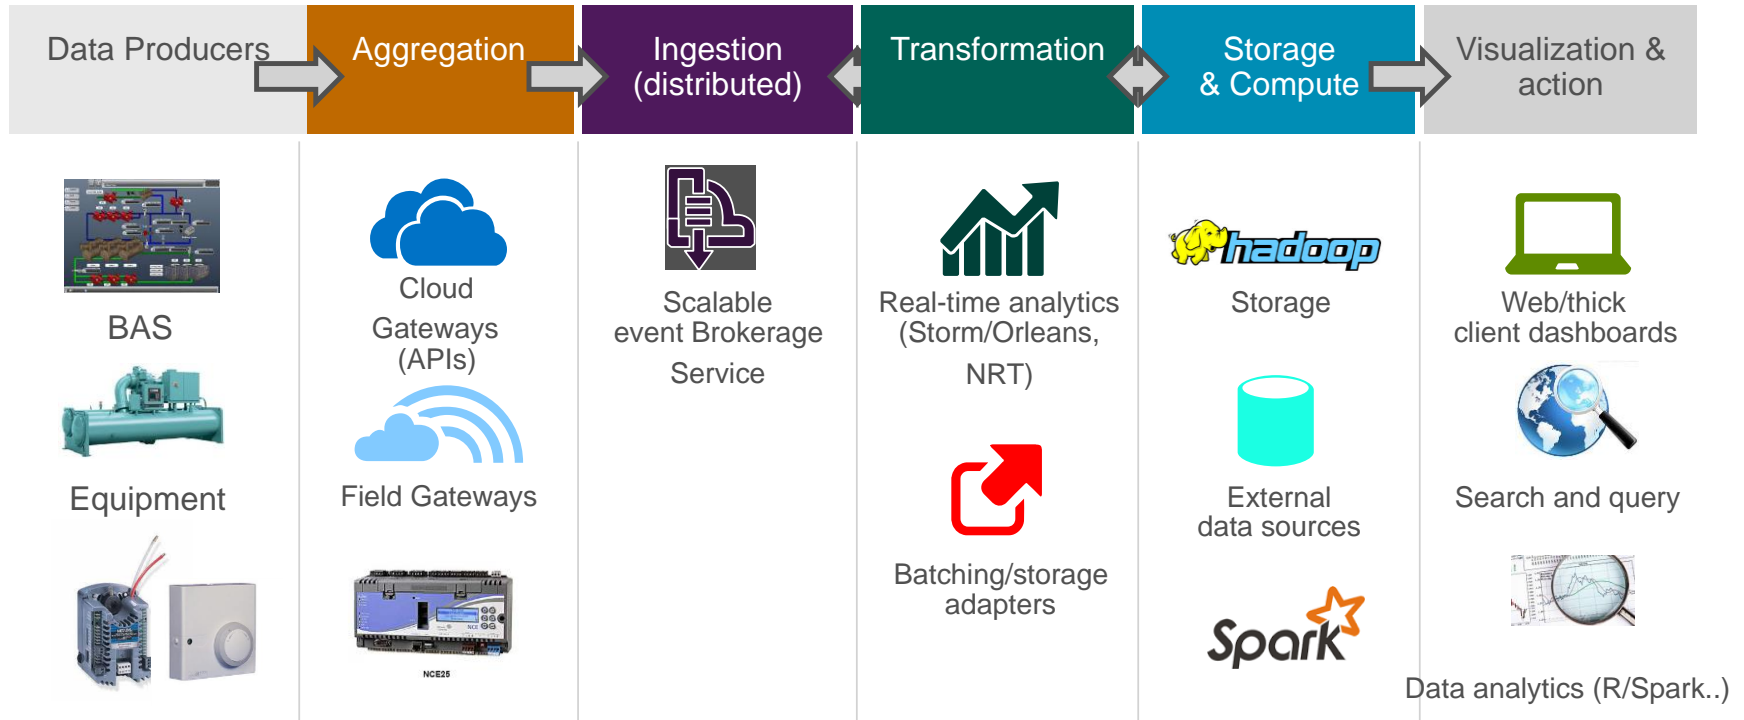 Data Producers
Aggregation
Ingestion
(distributed)
Transformation
Storage
& Compute
Visualization &
action
BAS
Equipment
Cloud
Gateways
(APIs)
Field Gateways
NCE
NCE25
Scalable
event Brokerage
Service
Real-time analytics
(Storm/Orleans,
NRT)
Batching/storage
adapters
hadoop
Storage
External
data sources
Spark
Web/thick
client dashboards
Search and query
Data analytics (R/Spark..)